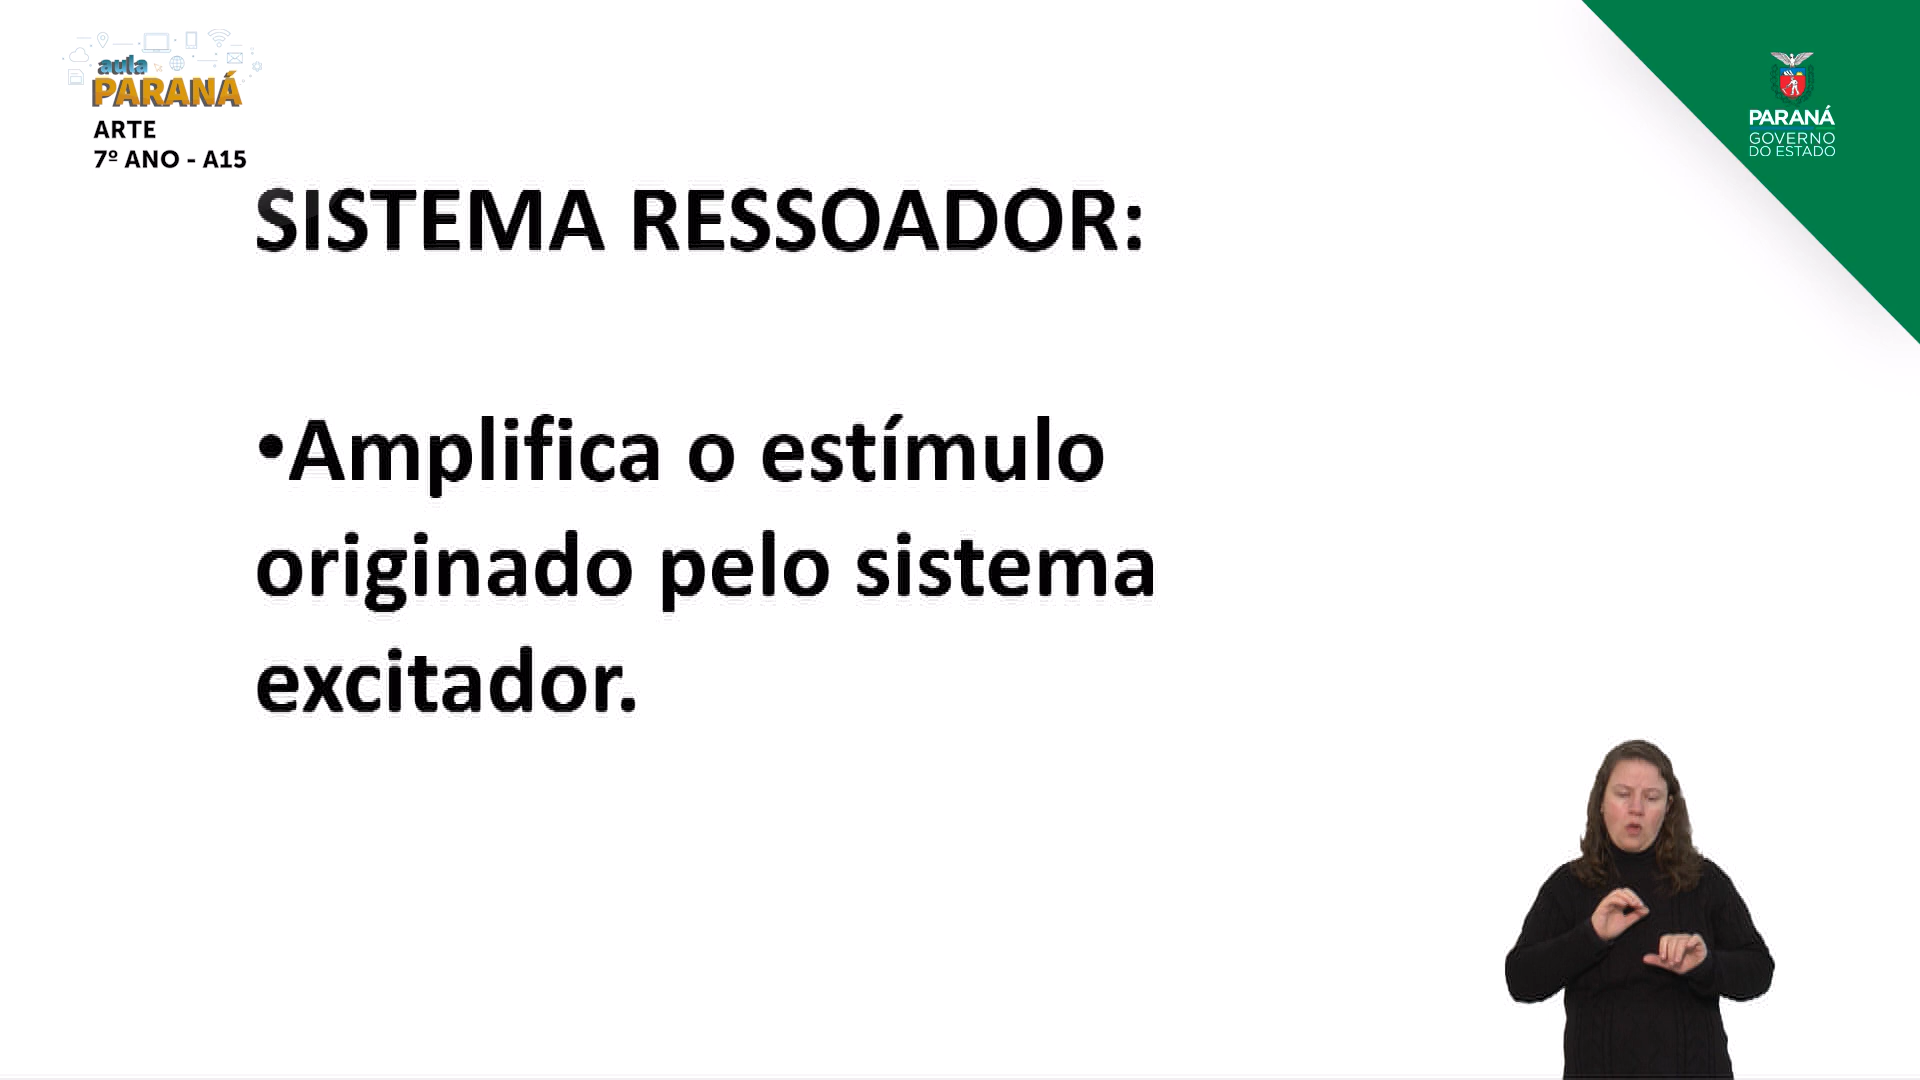 aula
PARANÁ
ARTE
7º ANO - A15
PARANÁ
GOVERNO
DO ESTADO
SISTEMA RESSOADOR:
•Amplifica o estímulo
originado pelo sistema
excitador.